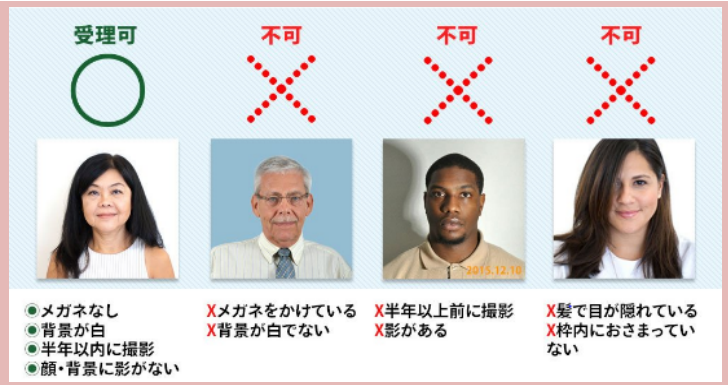 受理可
不可
不可
不可
2015.12.10
メガネなし
背景が白
半年以内に撮影
顔・背景に影がない
Xメガネをかけている
X背景が白でない
X半年以上前に撮影
X影がある
X髪で目が隠れている
X枠内におさまってい
ない